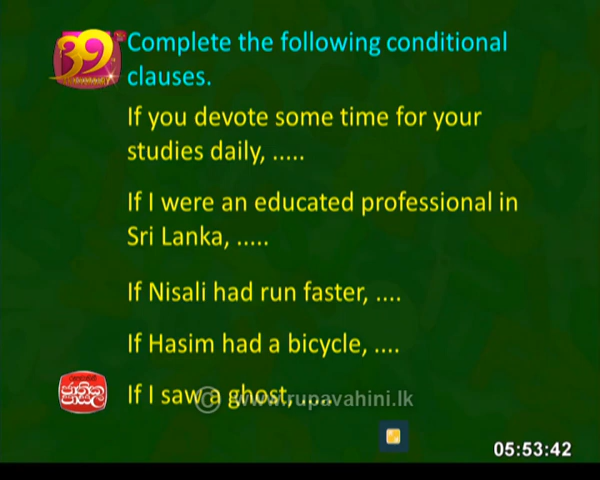 39
Complete the following conditional
clauses.
If you devote some time for your
studies daily, .....
If I were an educated professional in
Sri Lanka, .....
If Nisali had run faster, ....
If Hasim had a bicycle, ....
If I saw a ghost, .....
© www.rupavahini.lk
05:53:42